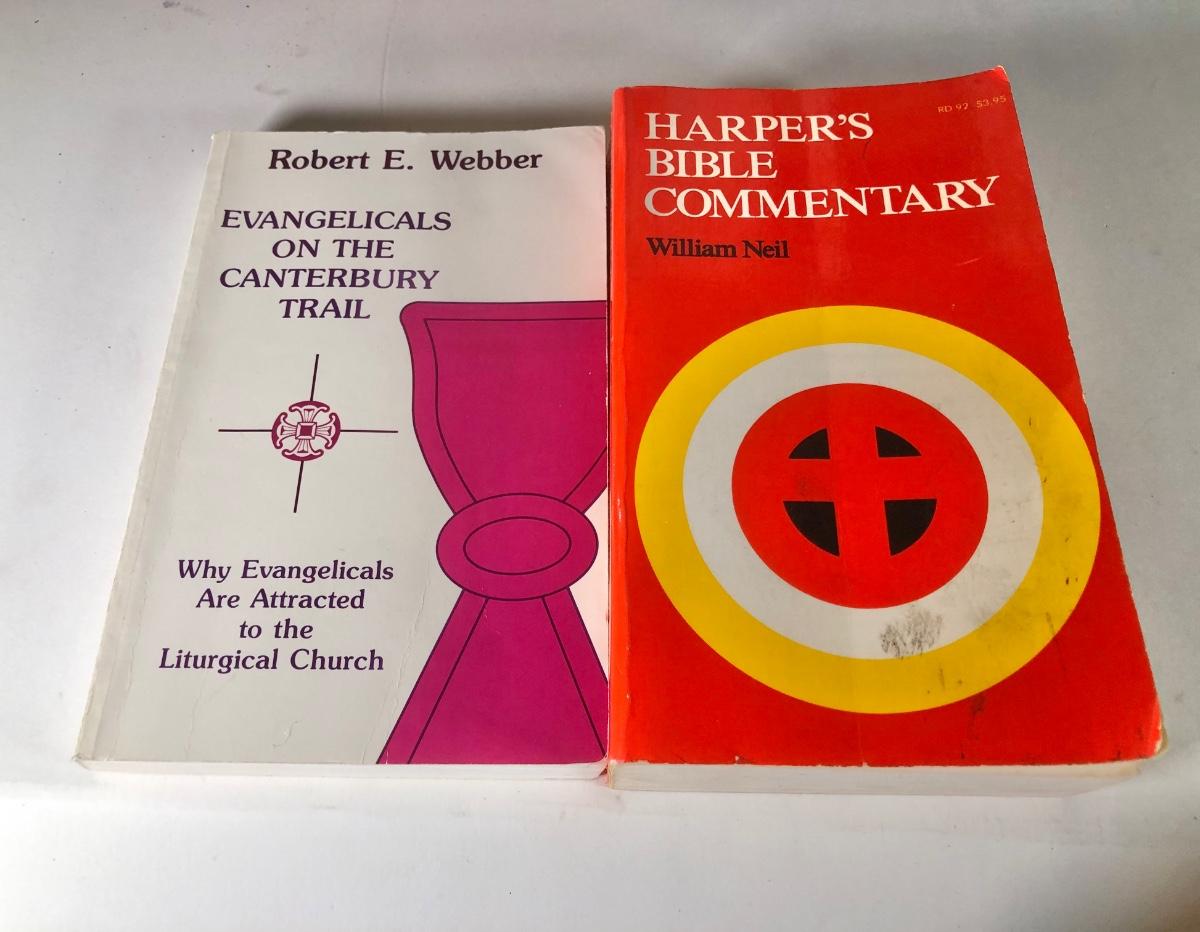 Robert E. Webber
EVANGELICALS
ON THE
CANTERBURY
TRAIL
Why Evangelicals
Are Attracted
to the
Liturgical Church
RD 92 $3.95
HARPER'S
BIBLE
COMMENTARY
William Neil